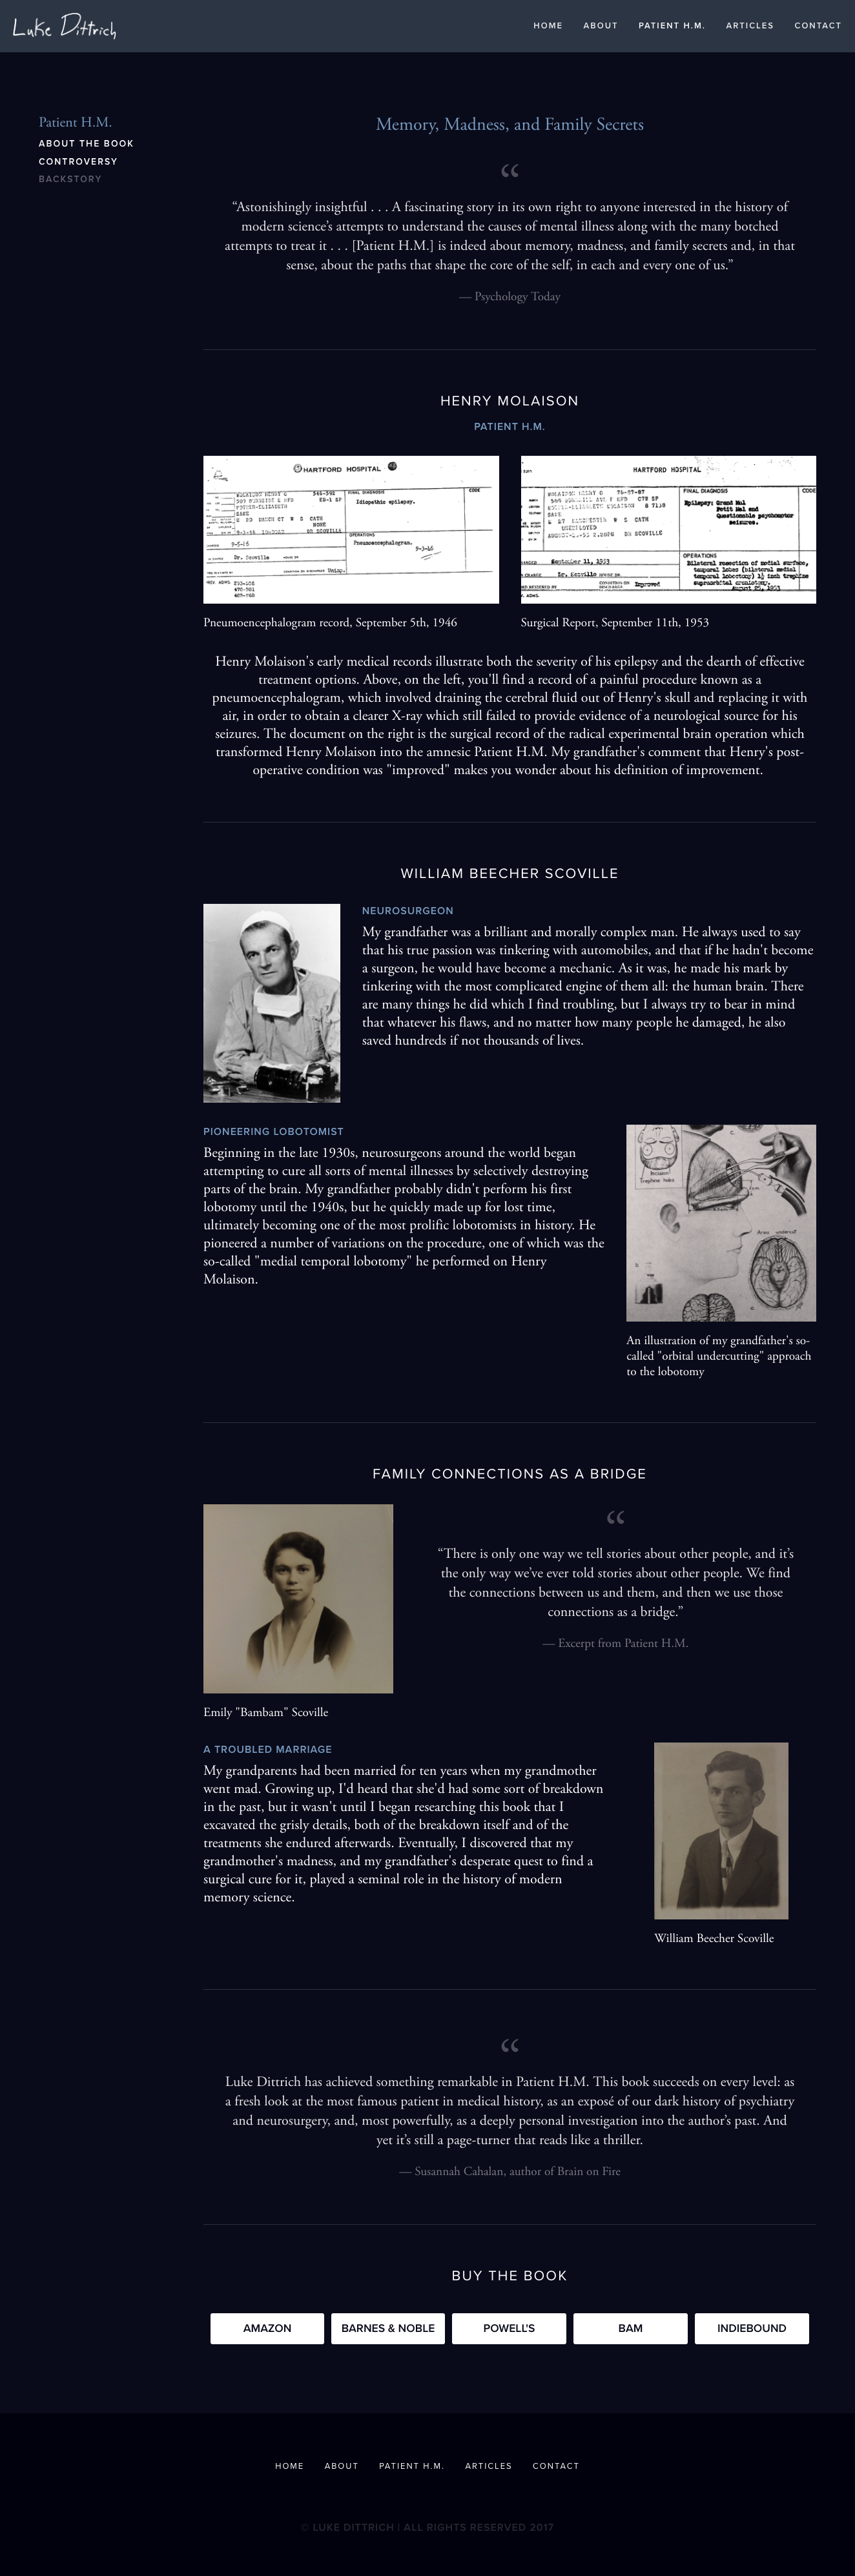 Luke Dittrich
HOME ABOUT PATIENT H.M. ARTICLES CONTACT
Patient H.M.
ABOUT THE BOOK
CONTROVERSY
BACKSTORY
Memory, Madness, and Family Secrets
“
“Astonishingly insightful . . . A fascinating story in its own right to anyone interested in the history of
modern science’s attempts to understand the causes of mental illness along with the many botched
attempts to treat it . . . [Patient H.M.] is indeed about memory, madness, and family secrets and, in that
sense, about the paths that shape the core of the self, in each and every one of us.”
— Psychology Today
HENRY MOLAISON
PATIENT H.M.
HARTFORD HOSPITAL
FINAL DIAGNOSIS
CODE
Idiopathic epilepsy.
OPERATIONS
Pneumoencephalogram.
9-3-46
9-5-46
Dr. Scoville
HARTFORD HOSPITAL
FINAL DIAGNOSIS
CODE
Epilepsy: Grand Mal
Petit Mal and
Questionable psychomotor
seizures.
OPERATIONS
September 11, 1953
Dr. Scoville
Improved
Bilateral resection of medial surface,
temporal lobes (bilateral medial
temporal lobectomy) 1½ inch trephine
supraorbital craniotomy.
August 25, 1953
Pneumoencephalogram record, September 5th, 1946
Surgical Report, September 11th, 1953
Henry Molaison's early medical records illustrate both the severity of his epilepsy and the dearth of effective
treatment options. Above, on the left, you'll find a record of a painful procedure known as a
pneumoencephalogram, which involved draining the cerebral fluid out of Henry's skull and replacing it with
air, in order to obtain a clearer X-ray which still failed to provide evidence of a neurological source for his
seizures. The document on the right is the surgical record of the radical experimental brain operation which
transformed Henry Molaison into the amnesic Patient H.M. My grandfather's comment that Henry's post-
operative condition was "improved" makes you wonder about his definition of improvement.
WILLIAM BEECHER SCOVILLE
NEUROSURGEON
My grandfather was a brilliant and morally complex man. He always used to say
that his true passion was tinkering with automobiles, and that if he hadn't become
a surgeon, he would have become a mechanic. As it was, he made his mark by
tinkering with the most complicated engine of them all: the human brain. There
are many things he did which I find troubling, but I always try to bear in mind
that whatever his flaws, and no matter how many people he damaged, he also
saved hundreds if not thousands of lives.
PIONEERING LOBOTOMIST
Beginning in the late 1930s, neurosurgeons around the world began
attempting to cure all sorts of mental illnesses by selectively destroying
parts of the brain. My grandfather probably didn't perform his first
lobotomy until the 1940s, but he quickly made up for lost time,
ultimately becoming one of the most prolific lobotomists in history. He
pioneered a number of variations on the procedure, one of which was the
so-called "medial temporal lobotomy" he performed on Henry
Molaison.
Incision
Trephine holes
Area undercut
An illustration of my grandfather's so-
called "orbital undercutting" approach
to the lobotomy
FAMILY CONNECTIONS AS A BRIDGE
“
“There is only one way we tell stories about other people, and it’s
the only way we’ve ever told stories about other people. We find
the connections between us and them, and then we use those
connections as a bridge.”
— Excerpt from Patient H.M.
Emily "Bambam" Scoville
A TROUBLED MARRIAGE
My grandparents had been married for ten years when my grandmother
went mad. Growing up, I'd heard that she'd had some sort of breakdown
in the past, but it wasn't until I began researching this book that I
excavated the grisly details, both of the breakdown itself and of the
treatments she endured afterwards. Eventually, I discovered that my
grandmother's madness, and my grandfather's desperate quest to find a
surgical cure for it, played a seminal role in the history of modern
memory science.
William Beecher Scoville
“
Luke Dittrich has achieved something remarkable in Patient H.M. This book succeeds on every level: as
a fresh look at the most famous patient in medical history, as an exposé of our dark history of psychiatry
and neurosurgery, and, most powerfully, as a deeply personal investigation into the author’s past. And
yet it’s still a page-turner that reads like a thriller.
— Susannah Cahalan, author of Brain on Fire
BUY THE BOOK
AMAZON
BARNES & NOBLE
POWELL'S
BAM
INDIEBOUND
HOME ABOUT PATIENT H.M. ARTICLES CONTACT
© LUKE DITTRICH | ALL RIGHTS RESERVED 2017